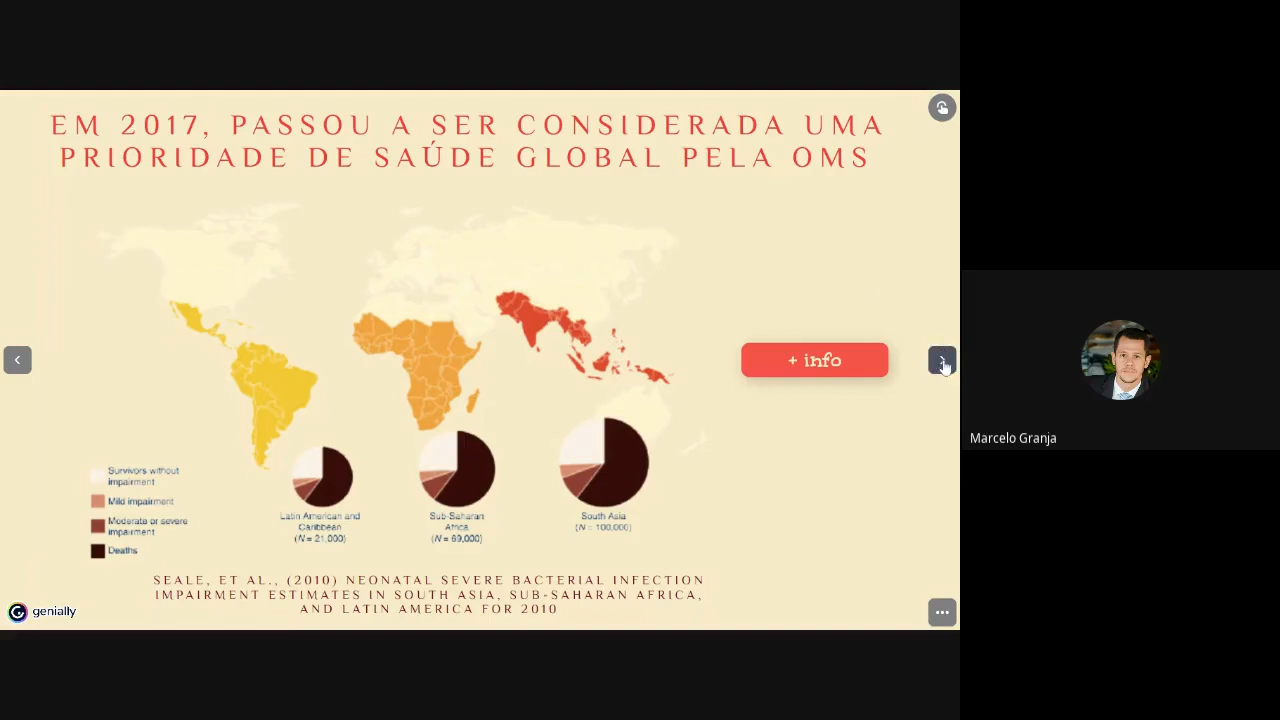 EM 2017, PASSOU A SER CONSIDERADA UMA
PRIORIDADE DE SAÚDE GLOBAL PELA OMS
+ info
Survivors without
impairment
Mild impairment
Moderate or severe
impairment
Deaths
Latin American and
Caribbean
(N = 21,000)
Sub-Saharan
Africa
(N = 69,000)
South Asia
(N = 100,000)
SEALE, ET AL., (2010) NEONATAL SEVERE BACTERIAL INFECTION
IMPAIRMENT ESTIMATES IN SOUTH ASIA, SUB-SAHARAN AFRICA,
AND LATIN AMERICA FOR 2010
genially
Marcelo Granja